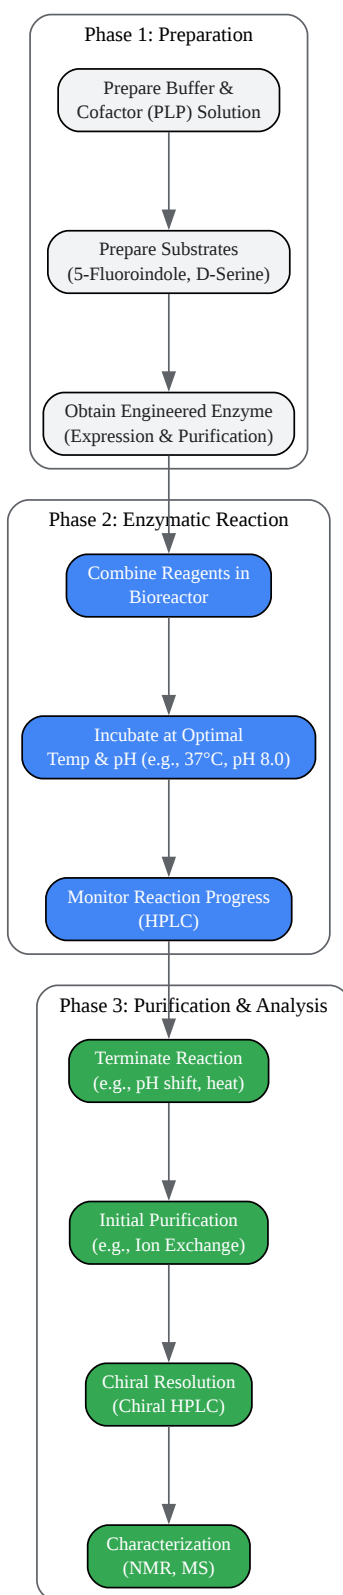 Phase 1: Preparation
Prepare Buffer &
Cofactor (PLP) Solution
Prepare Substrates
(5-Fluoroindole, D-Serine)
Obtain Engineered Enzyme
(Expression & Purification)
Phase 2: Enzymatic Reaction
Combine Reagents in
Bioreactor
Incubate at Optimal
Temp & pH (e.g., 37°C, pH 8.0)
Monitor Reaction Progress
(HPLC)
Phase 3: Purification & Analysis
Terminate Reaction
(e.g., pH shift, heat)
Initial Purification
(e.g., Ion Exchange)
Chiral Resolution
(Chiral HPLC)
Characterization
(NMR, MS)